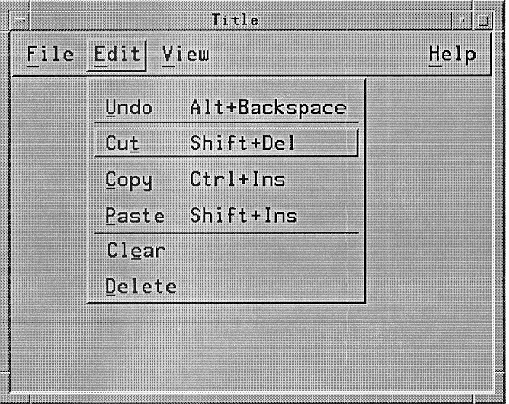 Title
File Edit View Help
Undo Alt+Backspace
Cut Shift+Del
Copy Ctrl+Ins
Paste Shift+Ins
Clear
Delete